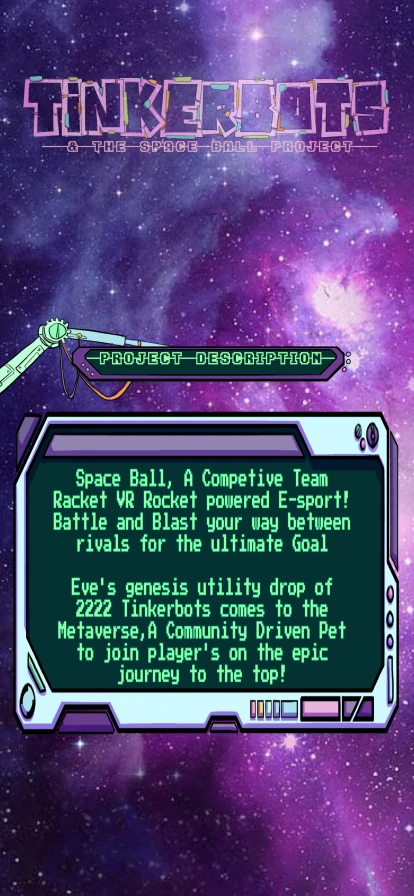 TINKERBOTS
& THE SPACE BALL PROJECT
PROJECT DESCRIPTION
Space Ball, A Competive Team
Racket VR Rocket powered E-sport!
Battle and Blast your way between
rivals for the ultimate Goal
Eve's genesis utility drop of
2222 Tinkerbots comes to the
Metaverse,A Community Driven Pet
to join player's on the epic
journey to the top!